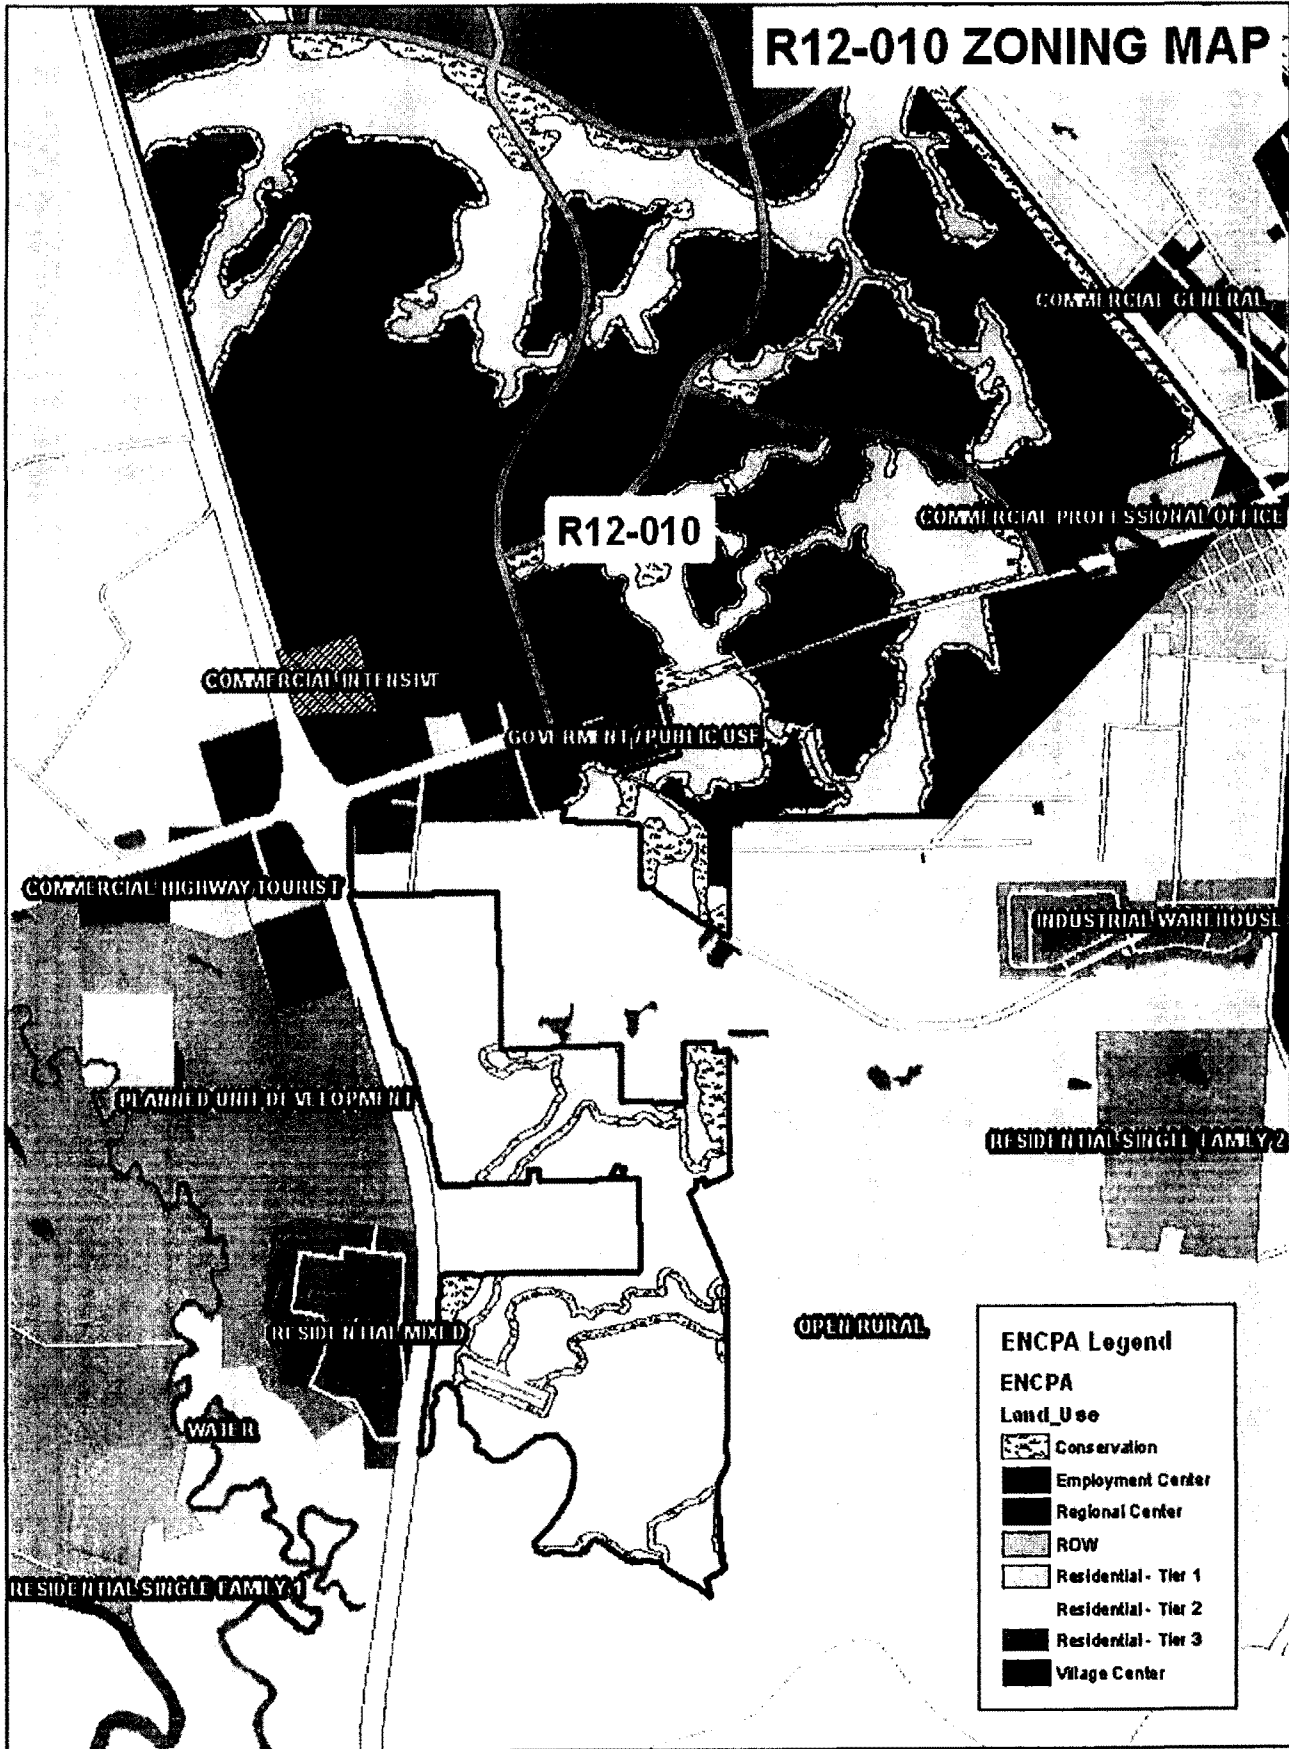 R12-010 ZONING MAP
COMMERCIAL GENERAL
R12-010
COMMERCIAL PROFESSIONAL OFFICE
COMMERCIAL INTENSIVE
GOVERMENT/PUBLIC USE
COMMERCIAL HIGHWAY TOURIST
INDUSTRIAL WAREHOUSE
PLANNED UNIT DEVELOPMENT
RESIDENTIAL SINGLE FAMILY 2
RESIDENTIAL MIXED
OPEN RURAL
WATER
RESIDENTIAL SINGLE FAMILY 1
ENCPA Legend
ENCPA
Land_Use
Conservation
Employment Center
Regional Center
ROW
Residential - Tier 1
Residential - Tier 2
Residential - Tier 3
Village Center